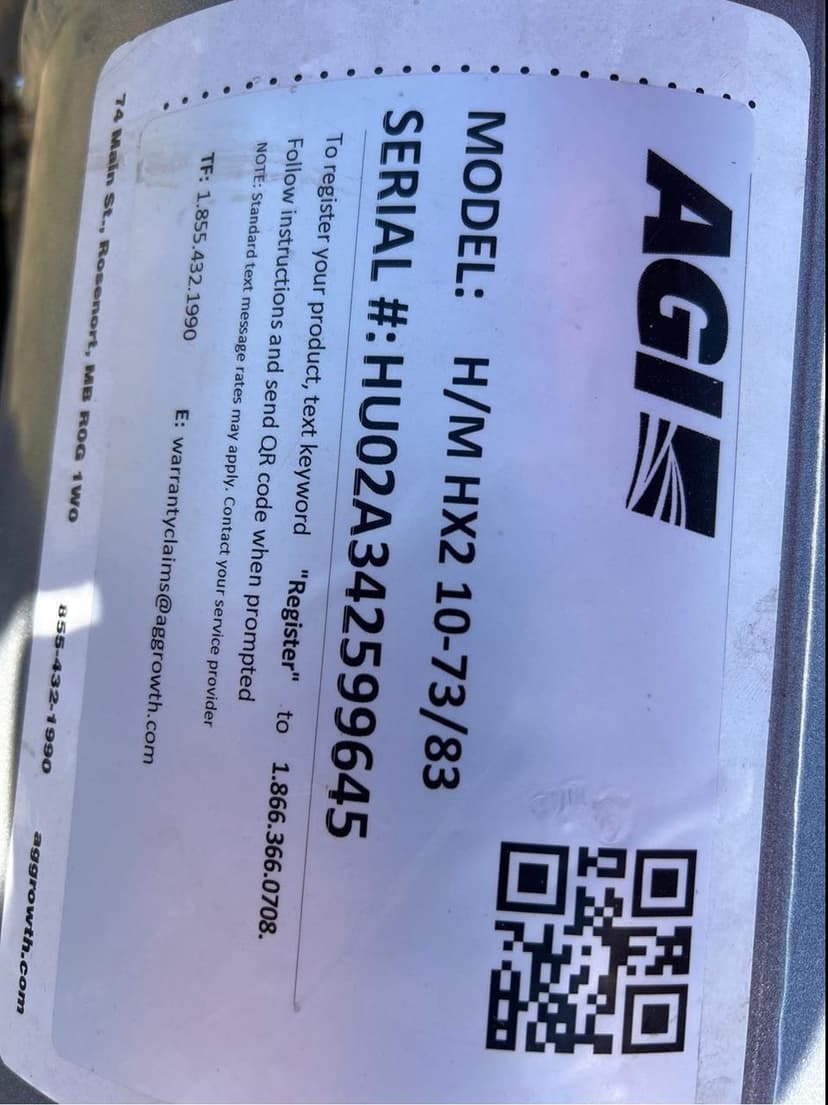 AGI
MODEL: H/M HX2 10-73/83
SERIAL #: HU02A342599645
To register your product, text keyword "Register" to 1.866.366.0708.
Follow instructions and send QR code when prompted
NOTE: Standard text message rates may apply. Contact your service provider
TF: 1.855.432.1990 E: warrantyclaims@aggrowth.com
74 Main St., Rosenort, MB R0G 1W0 855-432-1990 aggrowth.com